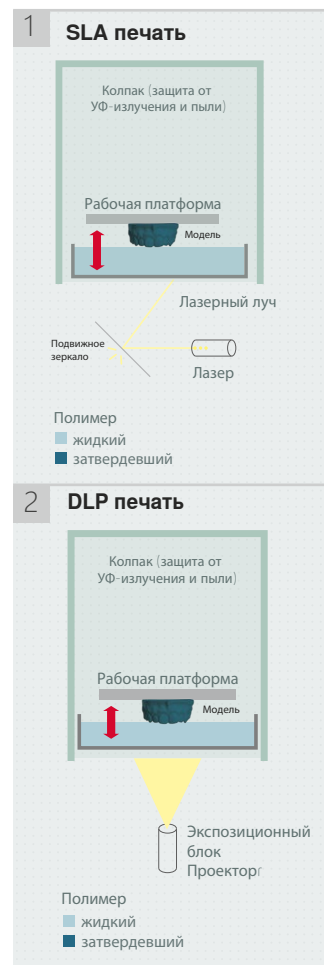 1
SLA печать
Колпак (защита от
УФ-излучения и пыли)
Рабочая платформа
Модель
Лазерный луч
Подвижное
зеркало
Лазер
Полимер
жидкий
затвердевший
2
DLP печать
Колпак (защита от
УФ-излучения и пыли)
Рабочая платформа
Модель
Экспозиционный
блок
Проекторг
Полимер
жидкий
затвердевший